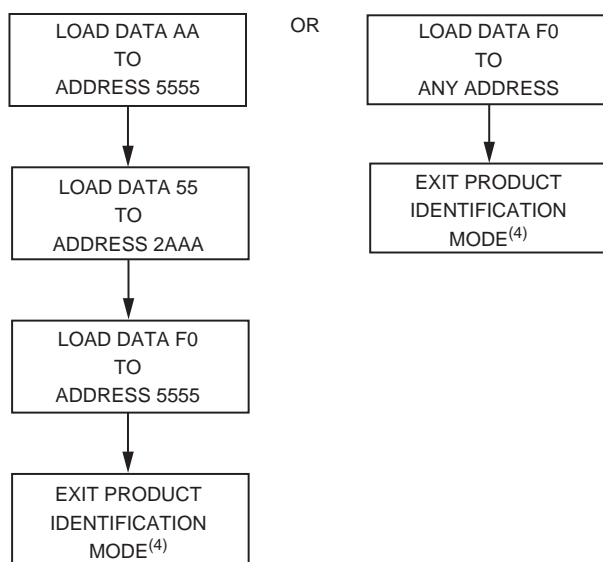 LOAD DATA AA
TO
ADDRESS 5555
LOAD DATA 55
TO
ADDRESS 2AAA
LOAD DATA F0
TO
ADDRESS 5555
EXIT PRODUCT
IDENTIFICATION
MODE(4)
OR
LOAD DATA F0
TO
ANY ADDRESS
EXIT PRODUCT
IDENTIFICATION
MODE(4)